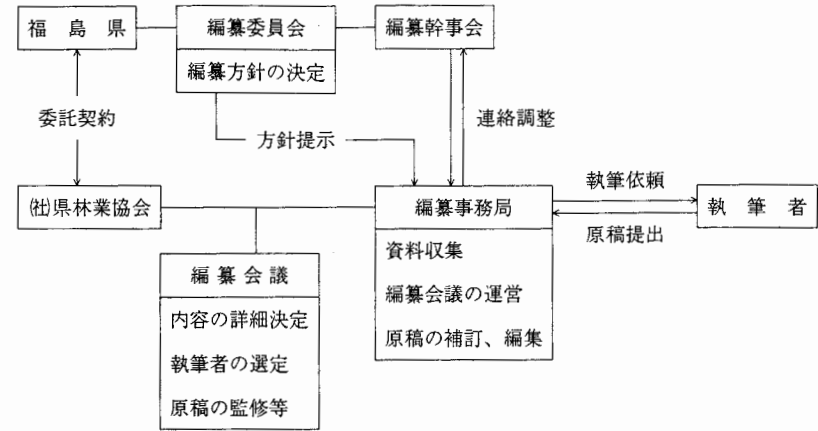 福島県
編纂委員会
編纂幹事会
編纂方針の決定
委託契約
方針提示
連絡調整
㈳県林業協会
編纂事務局
執筆依頼
執筆者
原稿提出
資料収集
編纂会議の運営
原稿の補訂、編集
編纂会議
内容の詳細決定
執筆者の選定
原稿の監修等